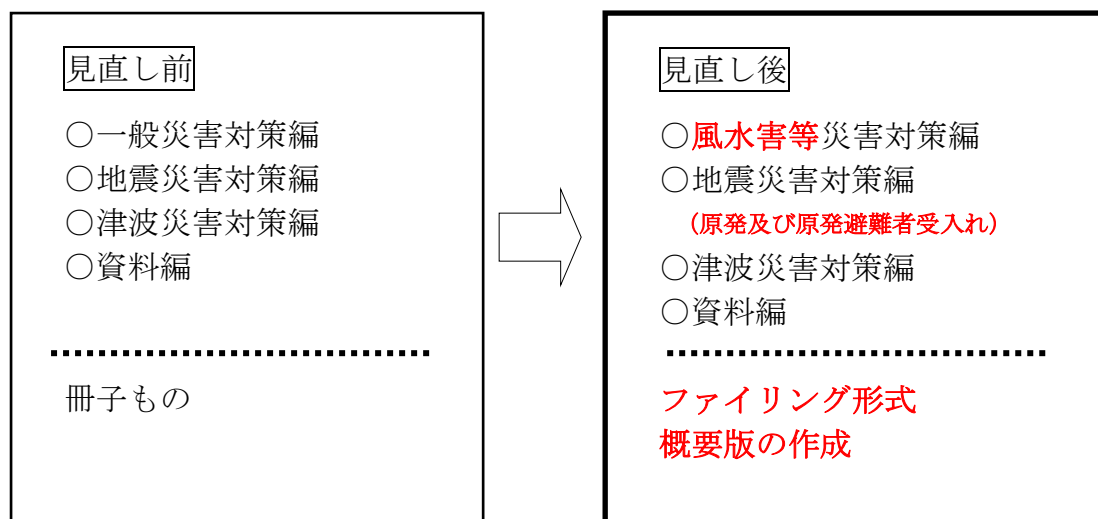 見直し前
○一般災害対策編
○地震災害対策編
○津波災害対策編
○資料編
冊子もの
見直し後
○風水害等災害対策編
○地震災害対策編
(原発及び原発避難者受入れ)
○津波災害対策編
○資料編
ファイリング形式
概要版の作成